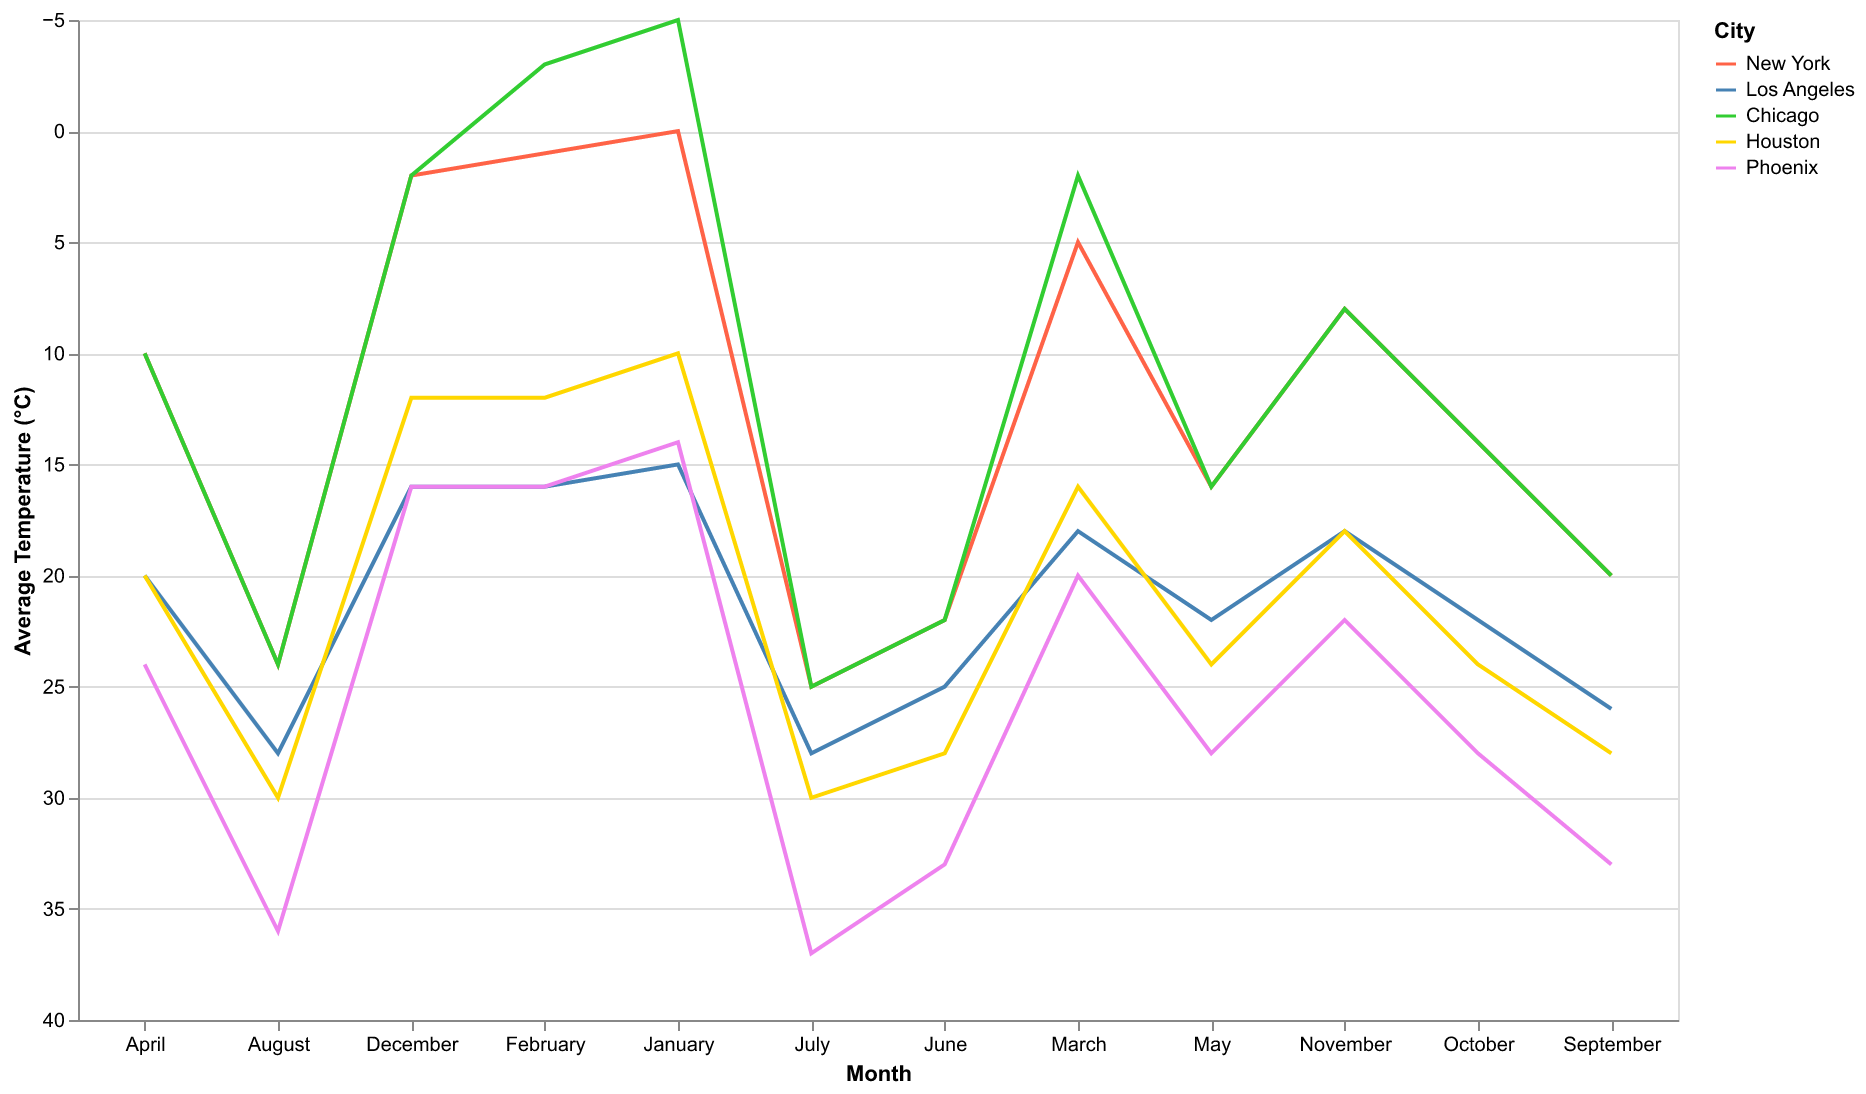 −5
0
5
10
15
20
25
30
35
40
Average Temperature (°C)
April August December February January July June March May November October September
Month
City
New York
Los Angeles
Chicago
Houston
Phoenix